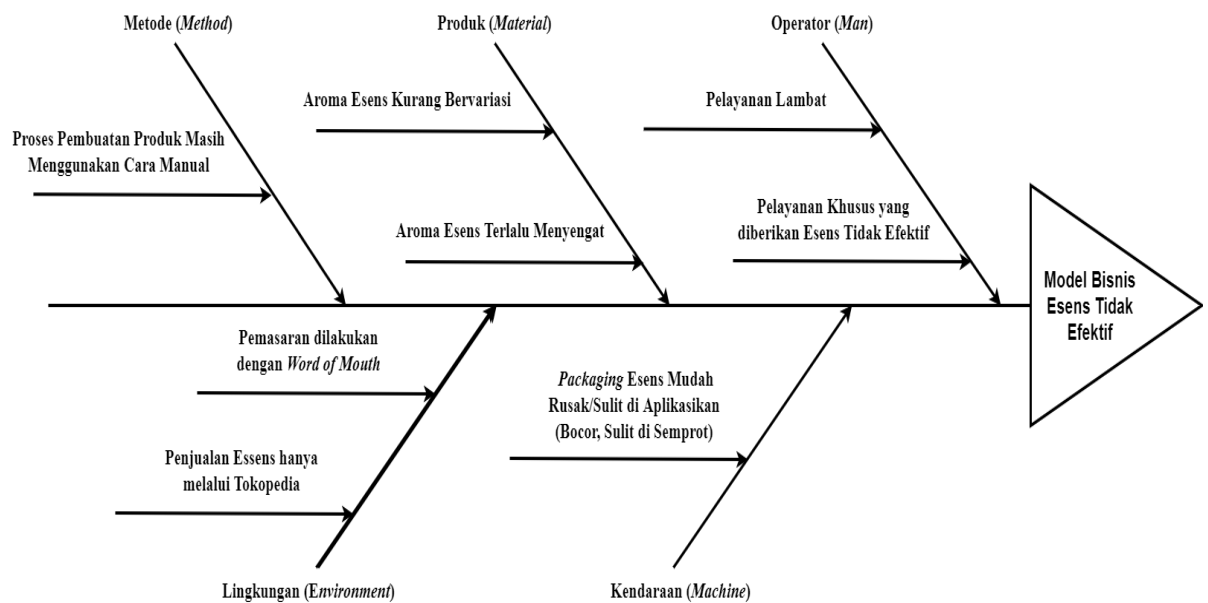 Metode (Method)
Produk (Material)
Operator (Man)
Aroma Esens Kurang Bervariasi
Pelayanan Lambat
Proses Pembuatan Produk Masih
Menggunakan Cara Manual
Aroma Esens Terlalu Menyengat
Pelayanan Khusus yang
diberikan Esens Tidak Efektif
Model Bisnis
Esens Tidak
Efektif
Pemasaran dilakukan
dengan Word of Mouth
Packaging Esens Mudah
Rusak/Sulit di Aplikasikan
(Bocor, Sulit di Semprot)
Penjualan Essens hanya
melalui Tokopedia
Lingkungan (Environment)
Kendaraan (Machine)